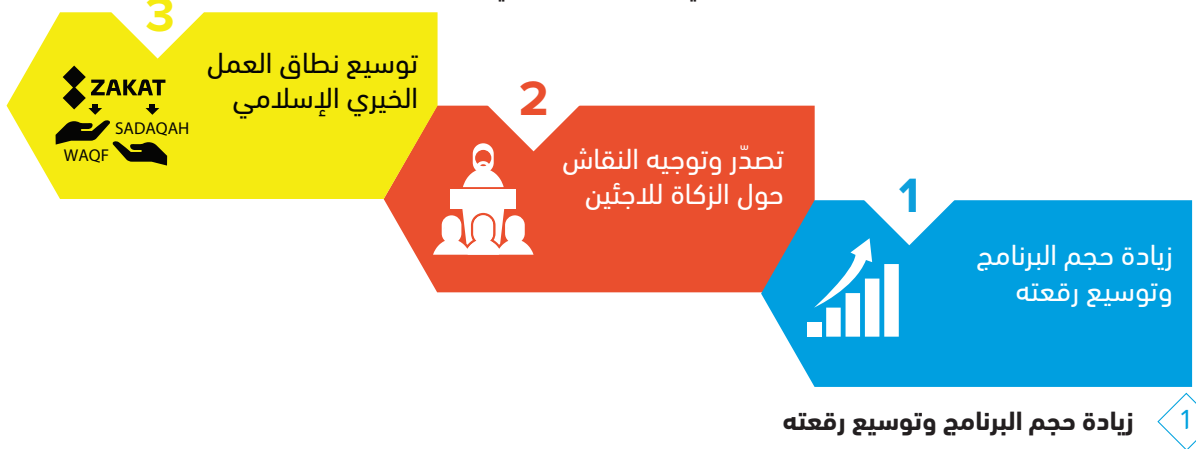 1
زيادة حجم البرنامج
وتوسيع رقعته
2
تصدّر وتوجيه النقاش
حول الزكاة للاجئين
3
توسيع نطاق العمل
الخيري الإسلامي
ZAKAT
SADAQAH
WAQF
1 زيادة حجم البرنامج وتوسيع رقعته